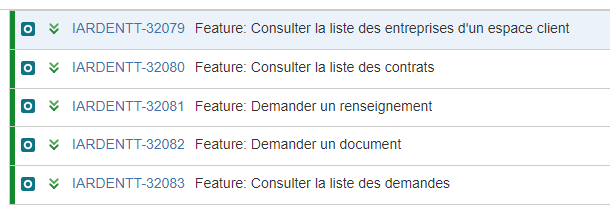 IARDENTT-32079 Feature: Consulter la liste des entreprises d'un espace client
IARDENTT-32080 Feature: Consulter la liste des contrats
IARDENTT-32081 Feature: Demander un renseignement
IARDENTT-32082 Feature: Demander un document
IARDENTT-32083 Feature: Consulter la liste des demandes